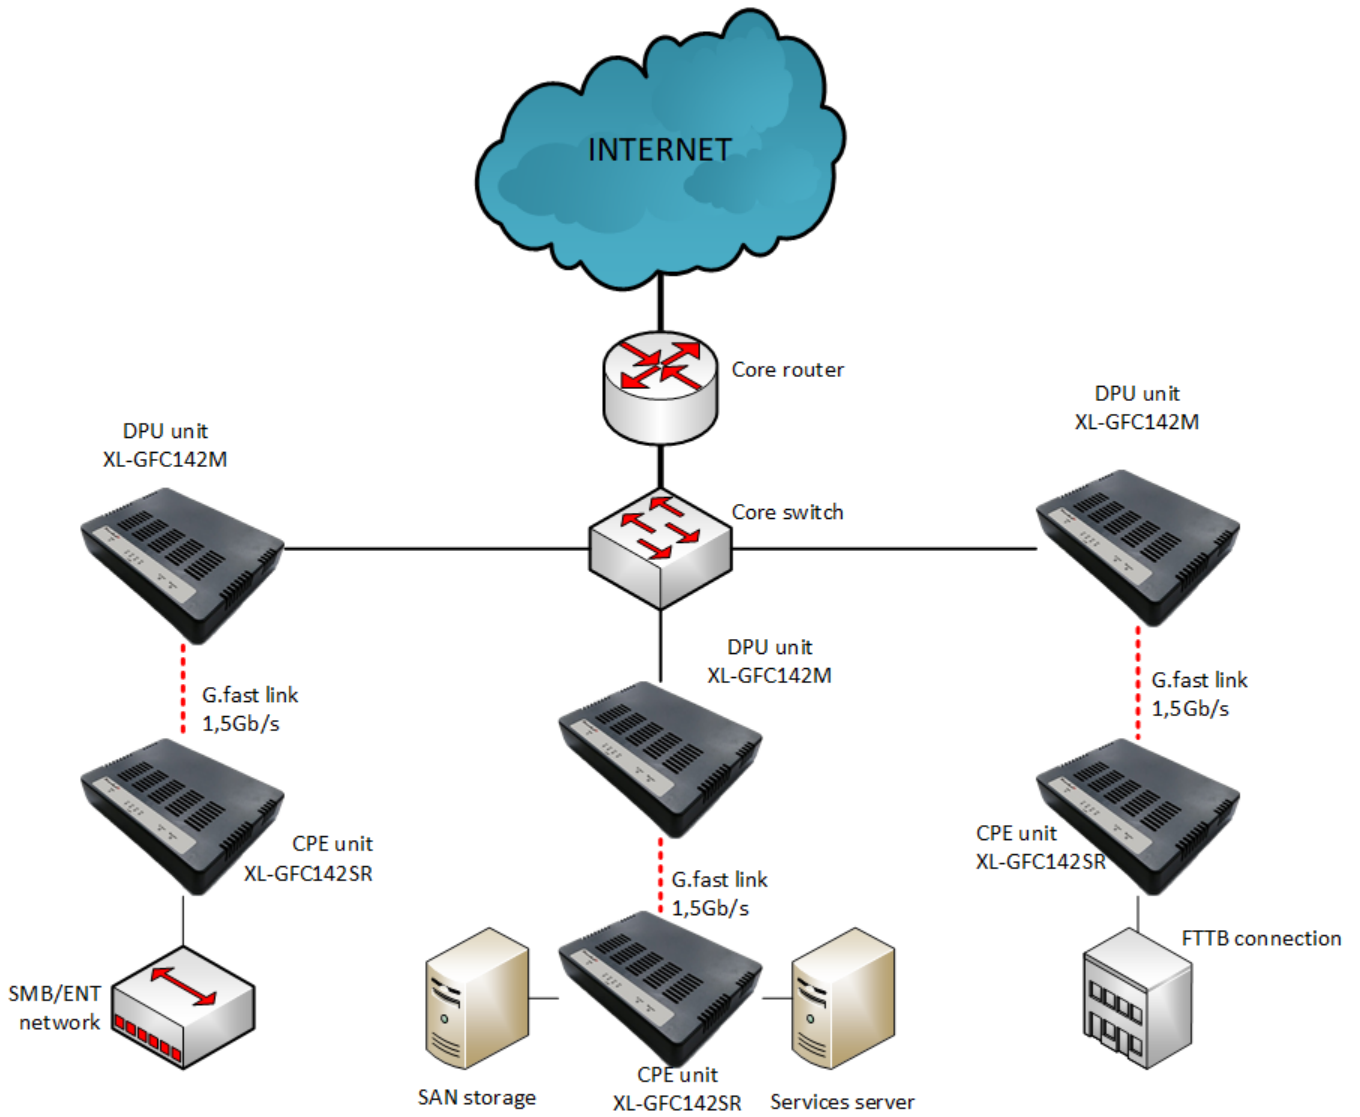 INTERNET
Core router
DPU unit
XL-GFC142M
DPU unit
XL-GFC142M
Core switch
DPU unit
XL-GFC142M
G.fast link
1,5Gb/s
G.fast link
1,5Gb/s
CPE unit
XL-GFC142SR
CPE unit
XL-GFC142SR
G.fast link
1,5Gb/s
FTTB connection
SMB/ENT
network
SAN storage
CPE unit
XL-GFC142SR
Services server